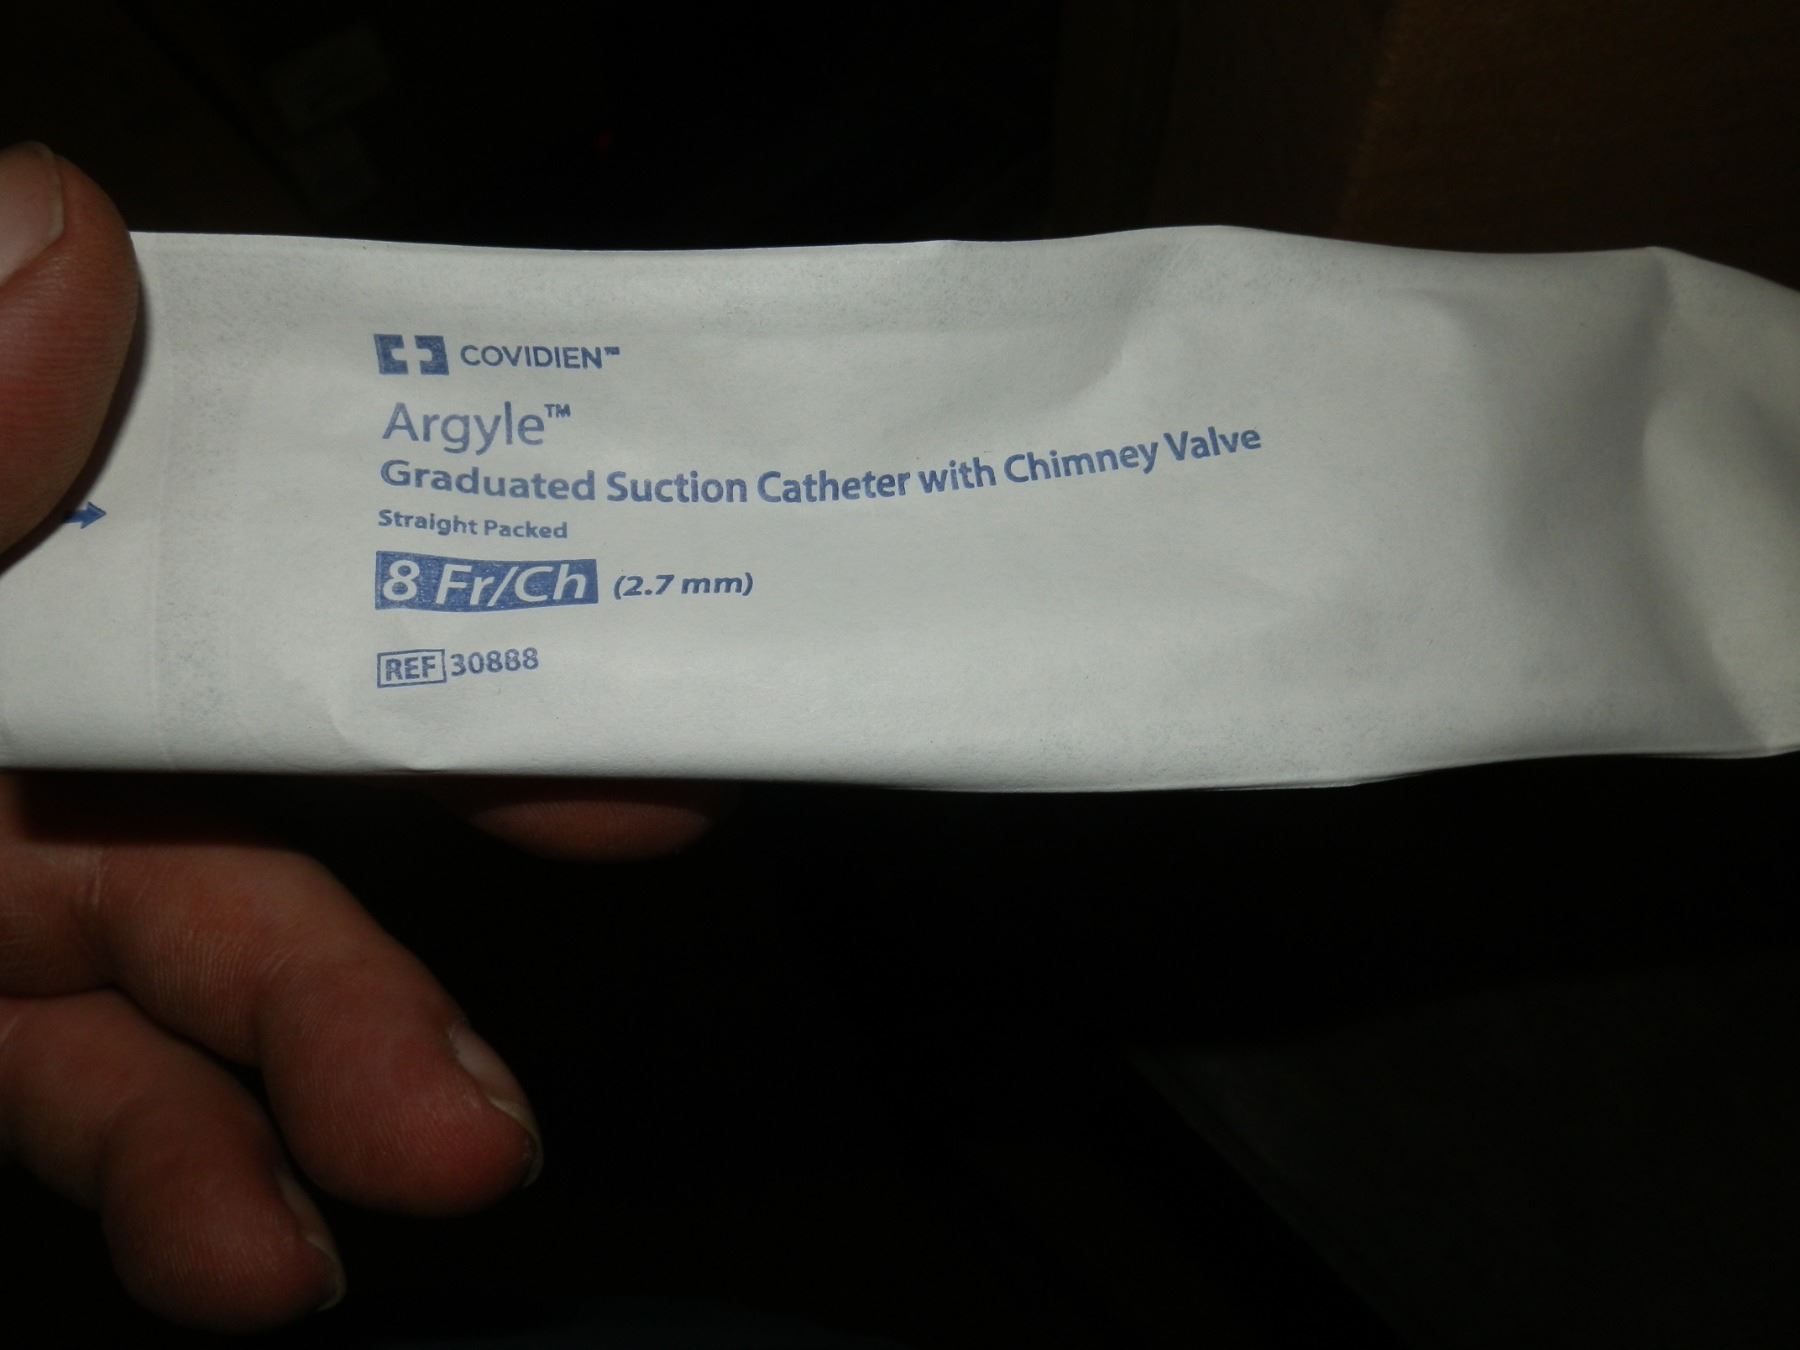 COVIDIEN™
Argyle™
Graduated Suction Catheter with Chimney Valve
Straight Packed
8 Fr/Ch (2.7 mm)
REF 30888